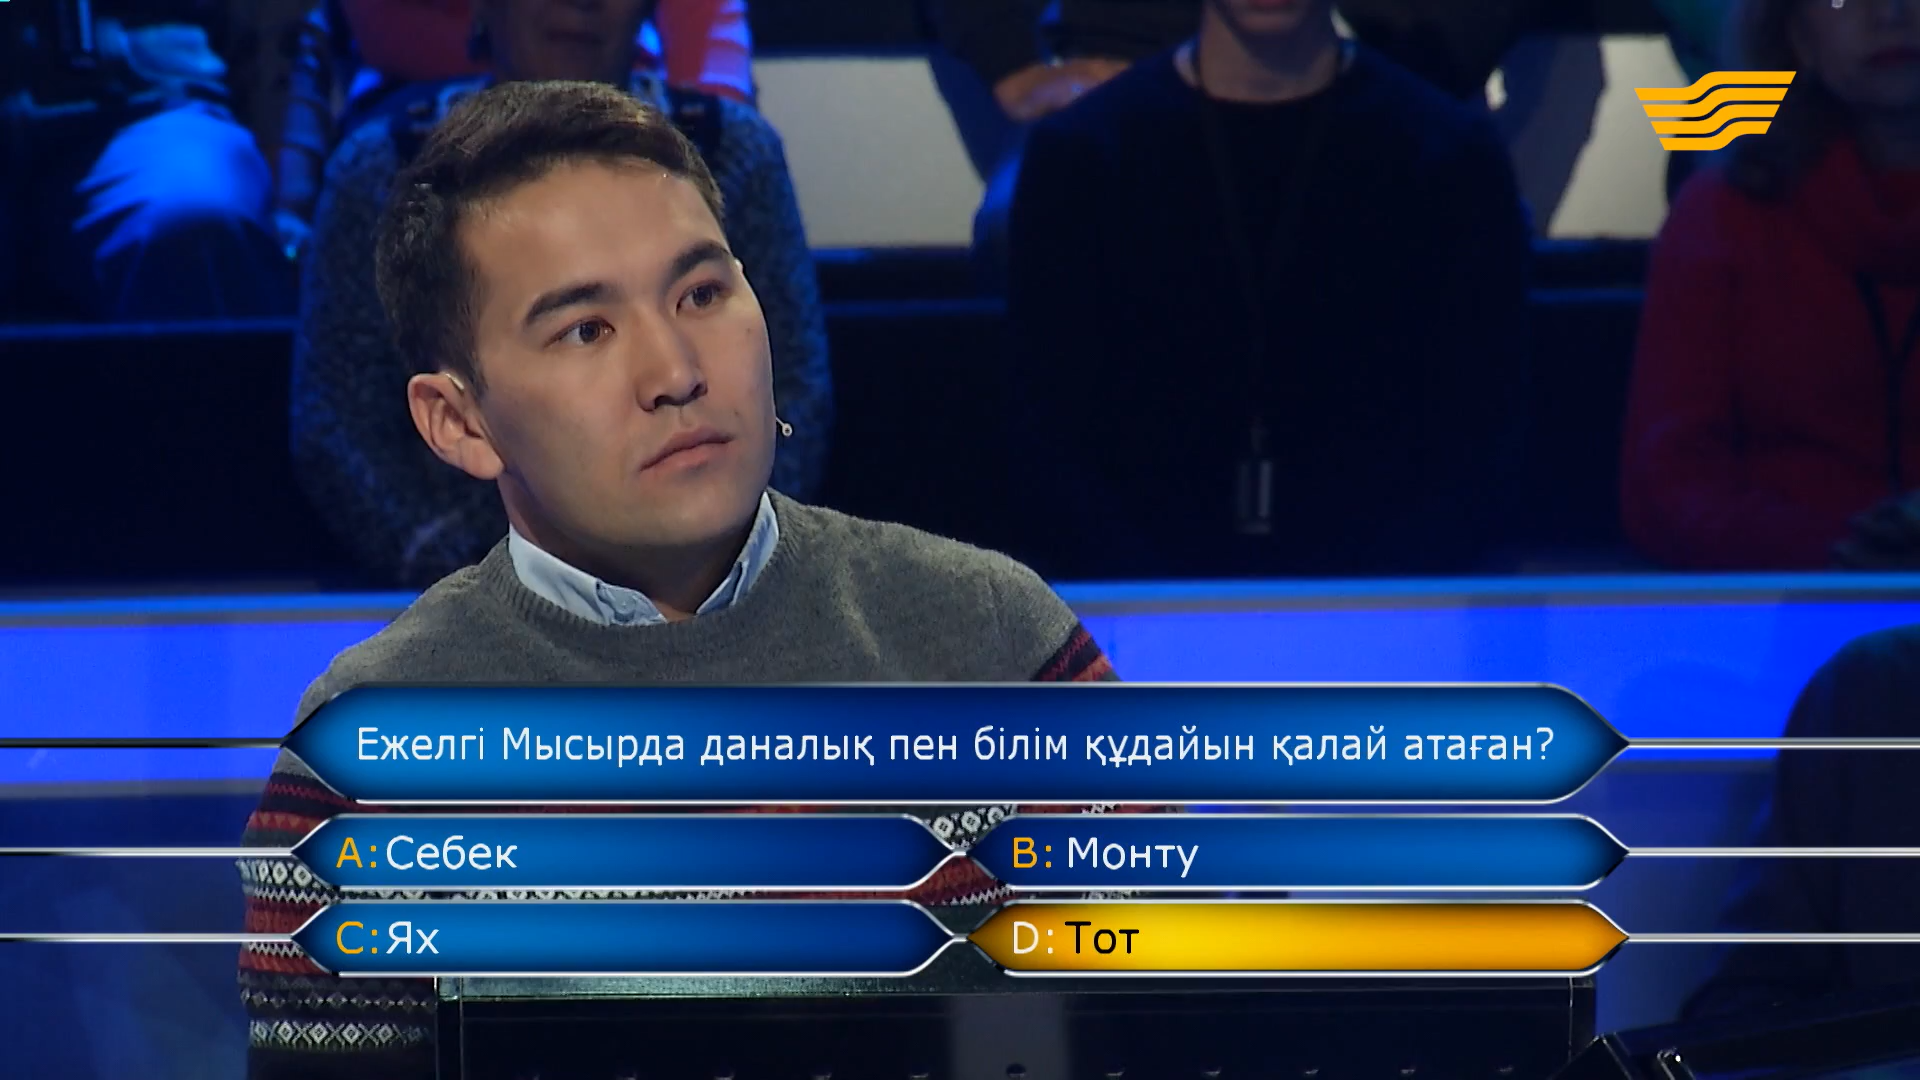 Ежелгі Мысырда даналық пен білім құдайын қалай атаған?
A: Себек
B: Монту
C: Ях
D: Тот